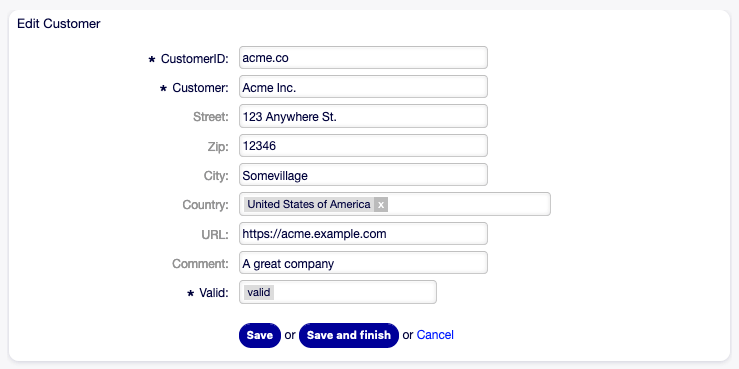 Edit Customer
* CustomerID: acme.co
* Customer: Acme Inc.
Street: 123 Anywhere St.
Zip: 12346
City: Somevillage
Country: United States of America x
URL: https://acme.example.com
Comment: A great company
* Valid: valid
Save or Save and finish or Cancel